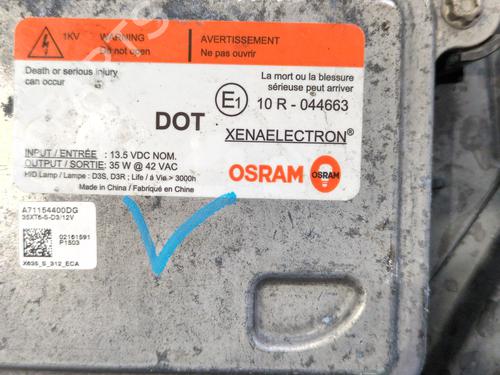 1KV
WARNING
Do not open
AVERTISSEMENT
Ne pas ouvrir
Death or serious injury
can occur
La mort ou la blessure
sérieuse peut arriver
E1
10 R - 044663
DOT
XENAELECTRON®
INPUT / ENTRÉE : 13.5 VDC NOM.
OUTPUT / SORTIE: 35 W @ 42 VAC
HID Lamp / Lampe : D3S, D3R ; Life / á Vie > 3000h
Made in China / Fabriqué en Chine
OSRAM
OSRAM
A71154400DG
35XT6-S-D3/12V
02161591
P1503
X635_S_312_ECA